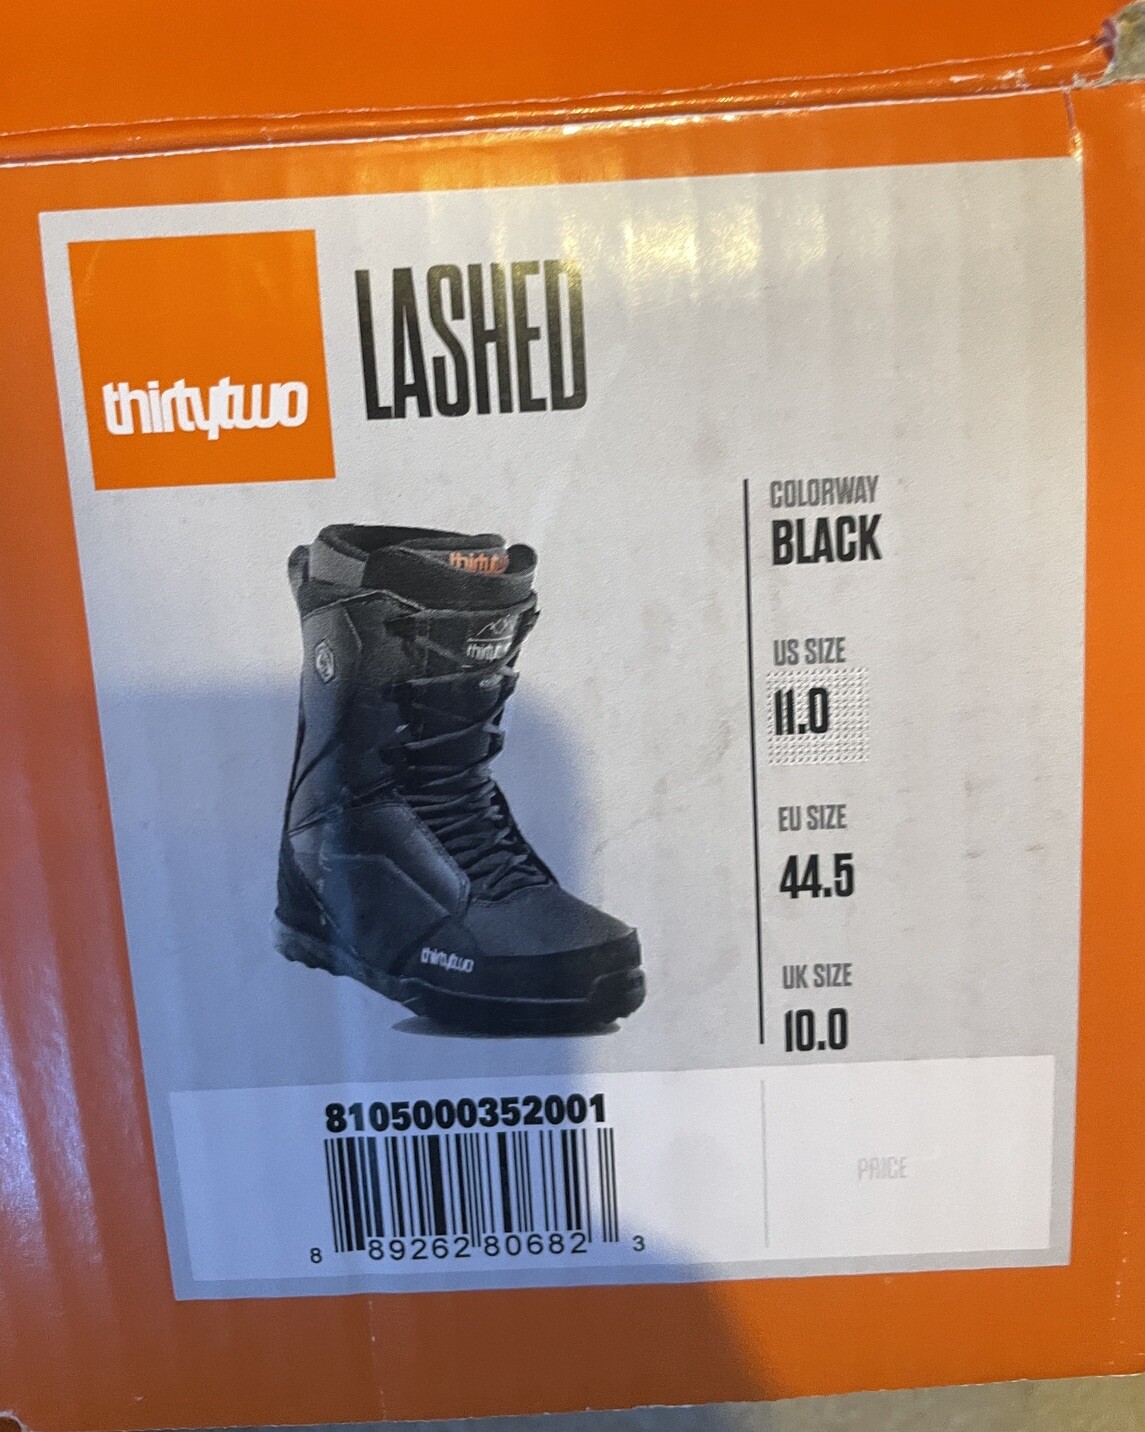 thirtytwo
LASHED
COLORWAY
BLACK
US SIZE
11.0
EU SIZE
44.5
UK SIZE
10.0
thirtytwo
8105000352001
8 89262 80682 3
PRICE